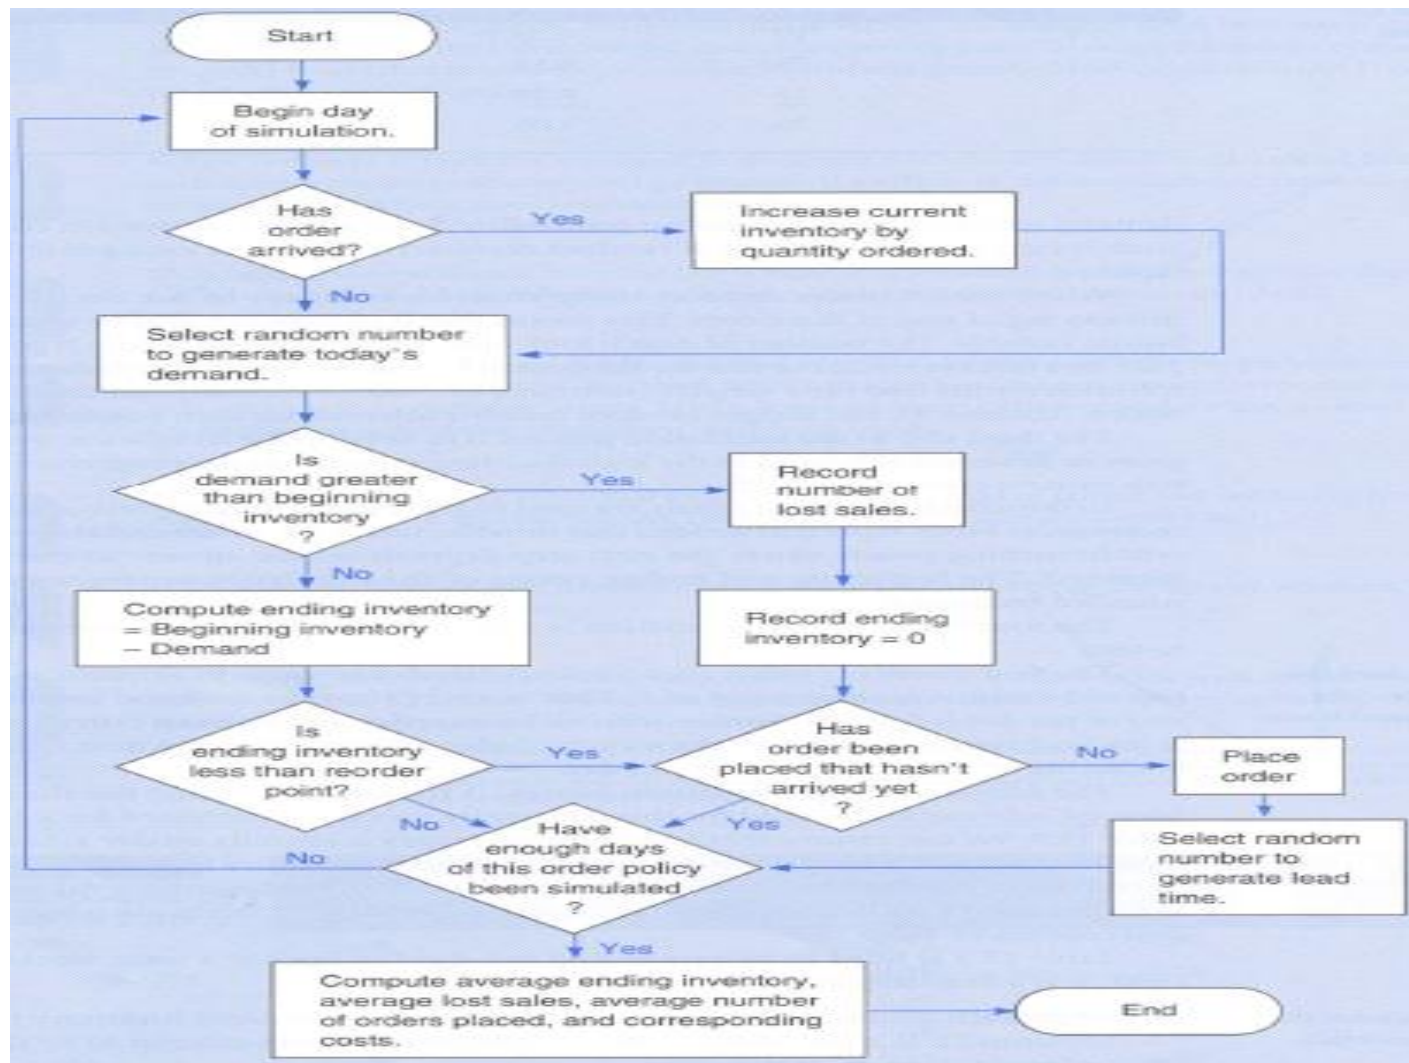 Start
Begin day
of simulation.
Has
order
arrived?
Yes
Increase current
inventory by
quantity ordered.
No
Select random number
to generate today's
demand.
Is
demand greater
than beginning
inventory
?
Yes
Record
number of
lost sales.
No
Compute ending inventory
= Beginning inventory
– Demand
Record ending
inventory = 0
Is
ending inventory
less than reorder
point?
Yes
Has
order been
placed that hasn't
arrived yet
?
No
Place
order
No
Yes
Select random
number to
generate lead
time.
Have
enough days
of this order policy
been simulated
?
No
Yes
Compute average ending inventory,
average lost sales, average number
of orders placed, and corresponding
costs.
End